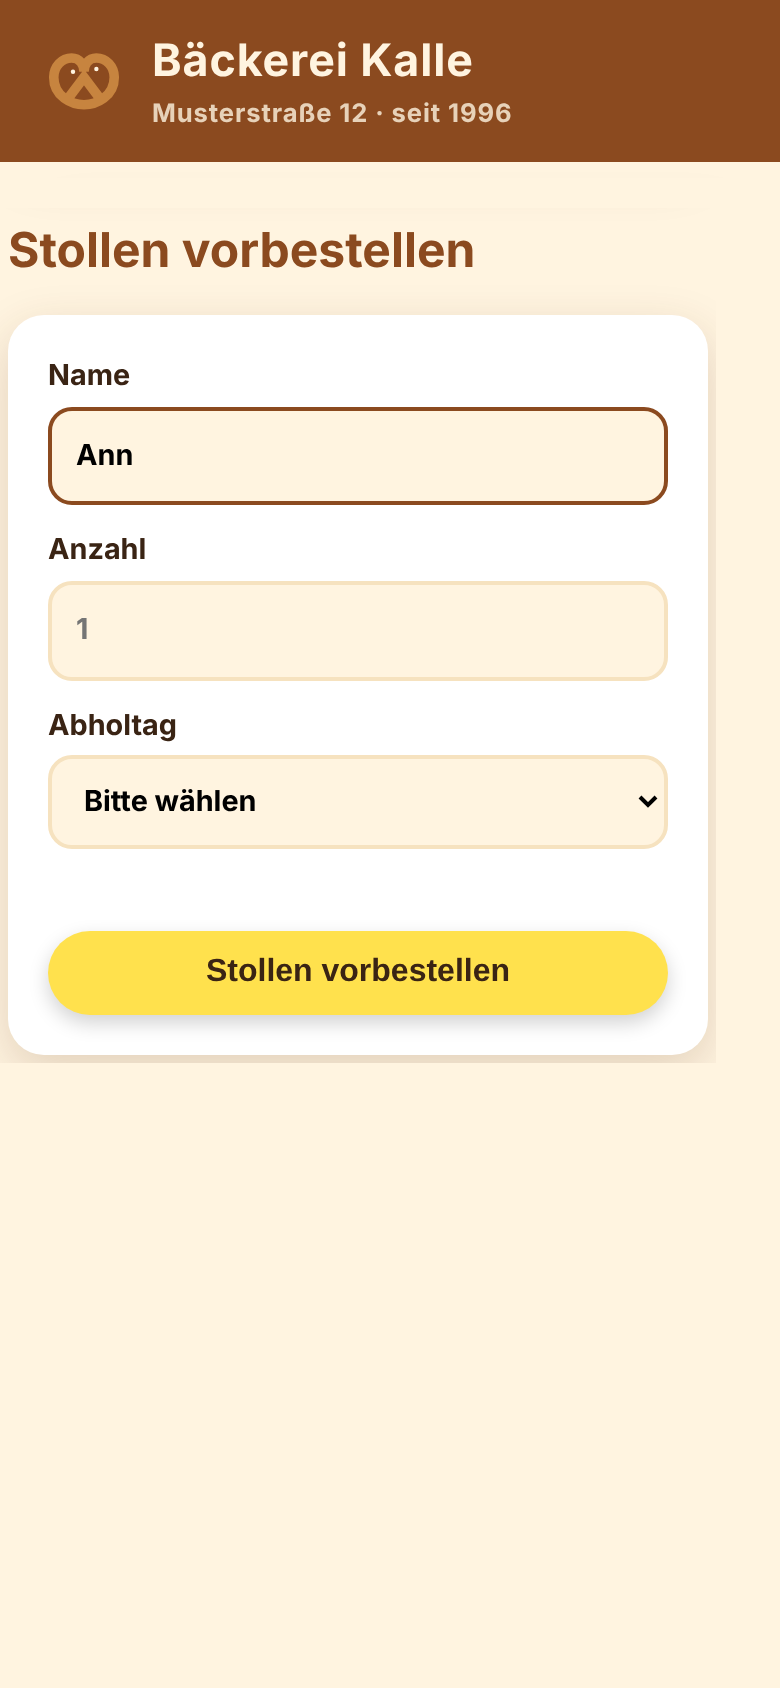 Bäckerei Kalle
Musterstraße 12 · seit 1996
Stollen vorbestellen
Name
Ann
Anzahl
1
Abholtag
Bitte wählen
Stollen vorbestellen